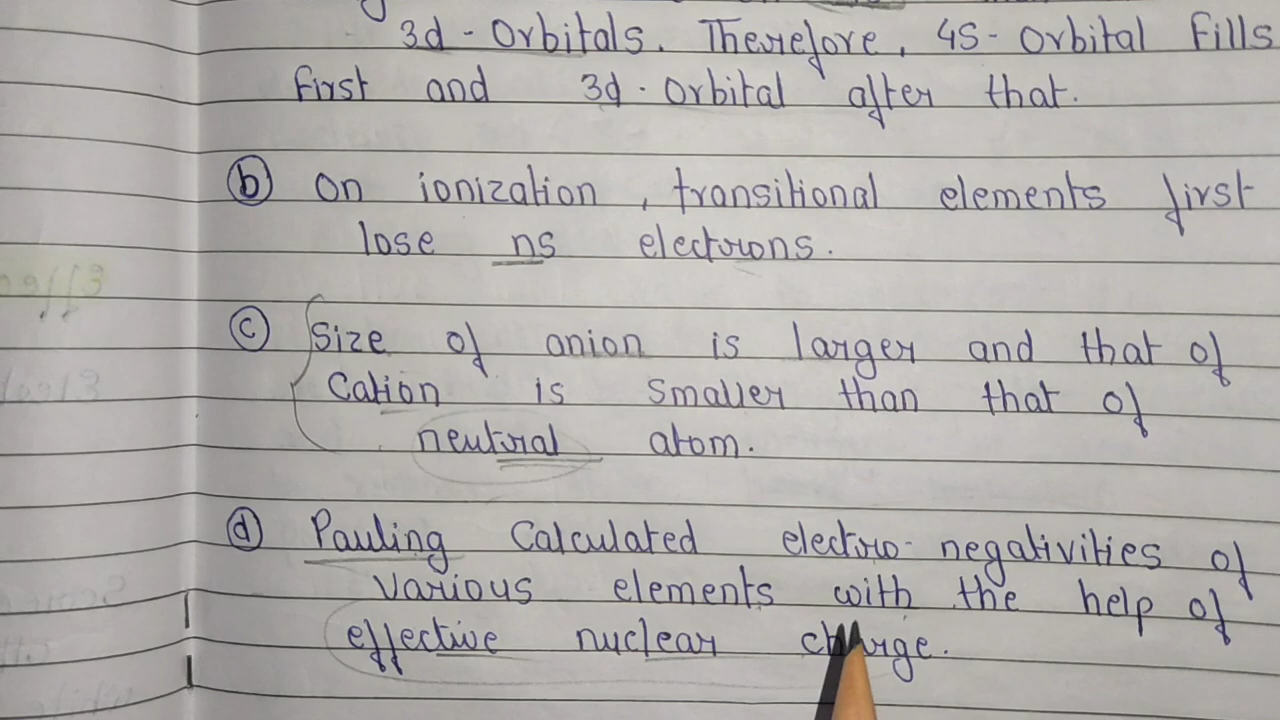 3d - Orbitals. Therefore, 4s - Orbital fills
first and 3d - Orbital after that.
(b) On ionization, transitional elements first
lose ns electrons.
(c) Size of anion is larger and that of
Cation is smaller than that of
neutral atom.
(d) Pauling Calculated electro-negativities of
various elements with the help of
effective nuclear charge.